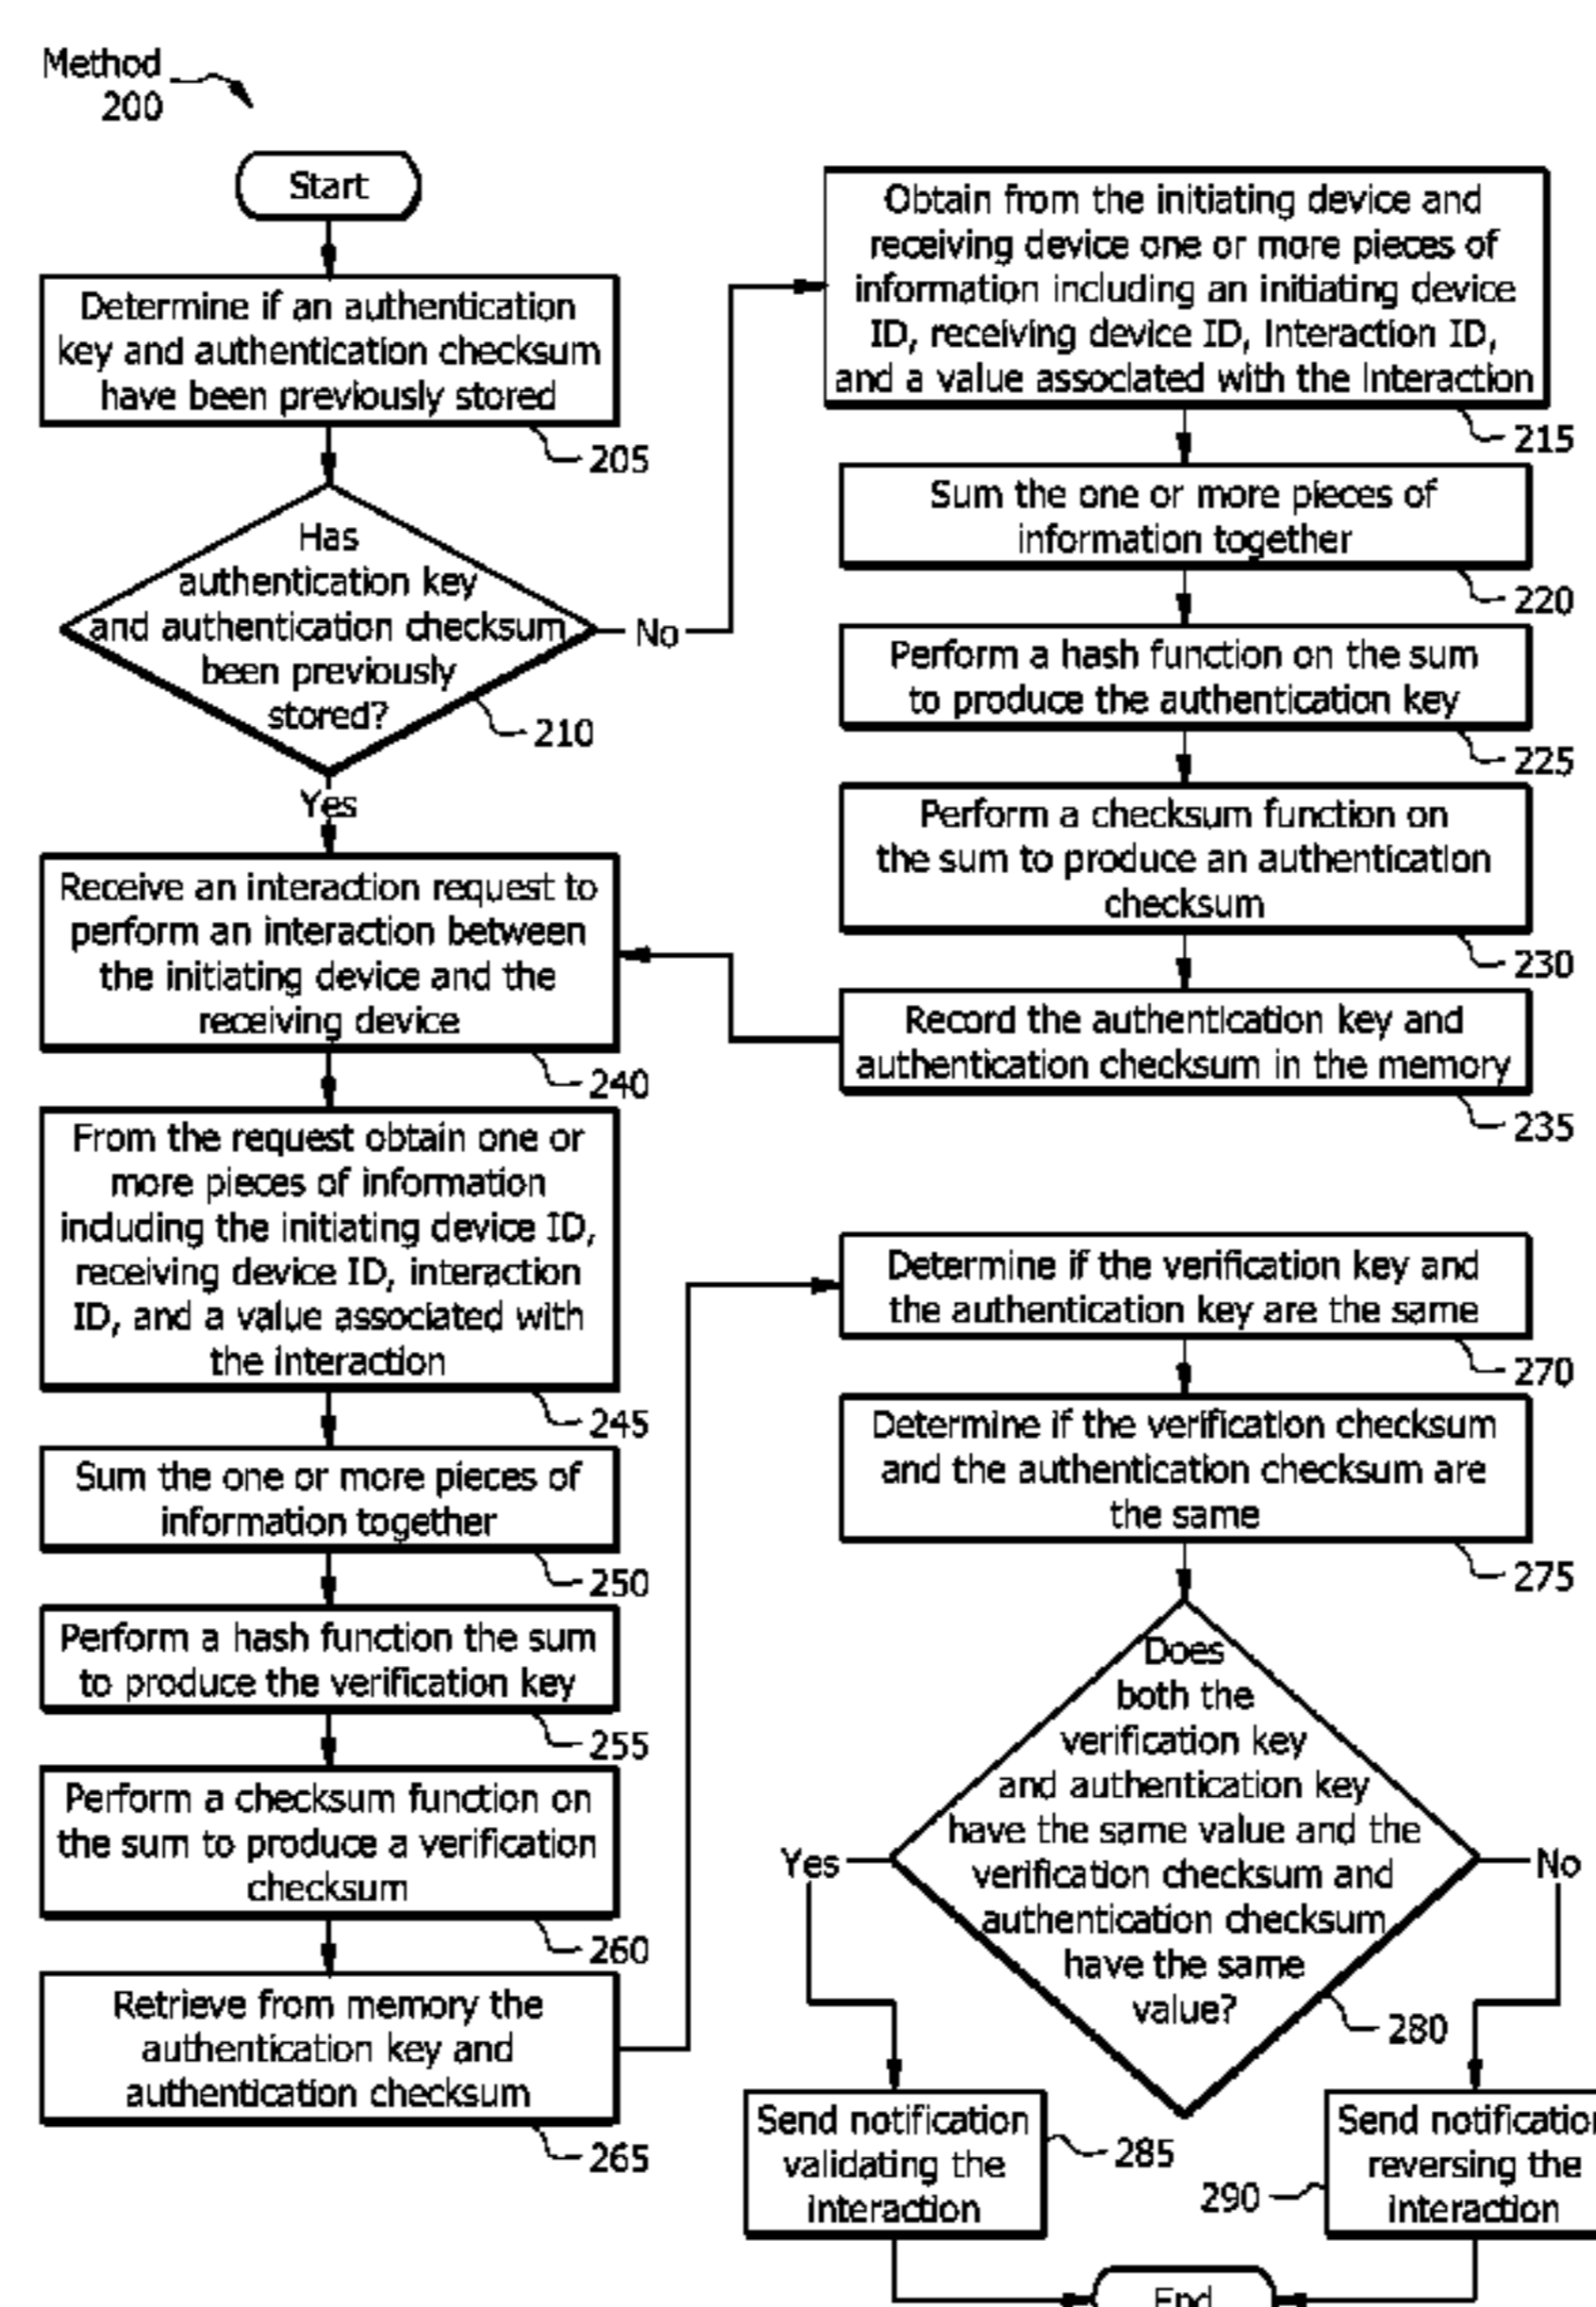 Method
200
Start
Determine if an authentication
key and authentication checksum
have been previously stored
205
Has
authentication key
and authentication checksum
been previously
stored?
210
No
Yes
Obtain from the initiating device and
receiving device one or more pieces of
information including an initiating device
ID, receiving device ID, interaction ID,
and a value associated with the interaction
215
Sum the one or more pieces of
information together
220
Perform a hash function on the sum
to produce the authentication key
225
Perform a checksum function on
the sum to produce an authentication
checksum
230
Record the authentication key and
authentication checksum in the memory
235
Receive an interaction request to
perform an interaction between
the initiating device and the
receiving device
240
From the request obtain one or
more pieces of information
including the initiating device ID,
receiving device ID, interaction
ID, and a value associated with
the interaction
245
Sum the one or more pieces of
information together
250
Perform a hash function the sum
to produce the verification key
255
Perform a checksum function on
the sum to produce a verification
checksum
260
Retrieve from memory the
authentication key and
authentication checksum
265
Determine if the verification key and
the authentication key are the same
270
Determine if the verification checksum
and the authentication checksum are
the same
275
Does
both the
verification key
and authentication key
have the same value and the
verification checksum and
authentication checksum
have the same
value?
280
Yes
No
Send notification
validating the
interaction
285
Send notification
reversing the
interaction
290
End